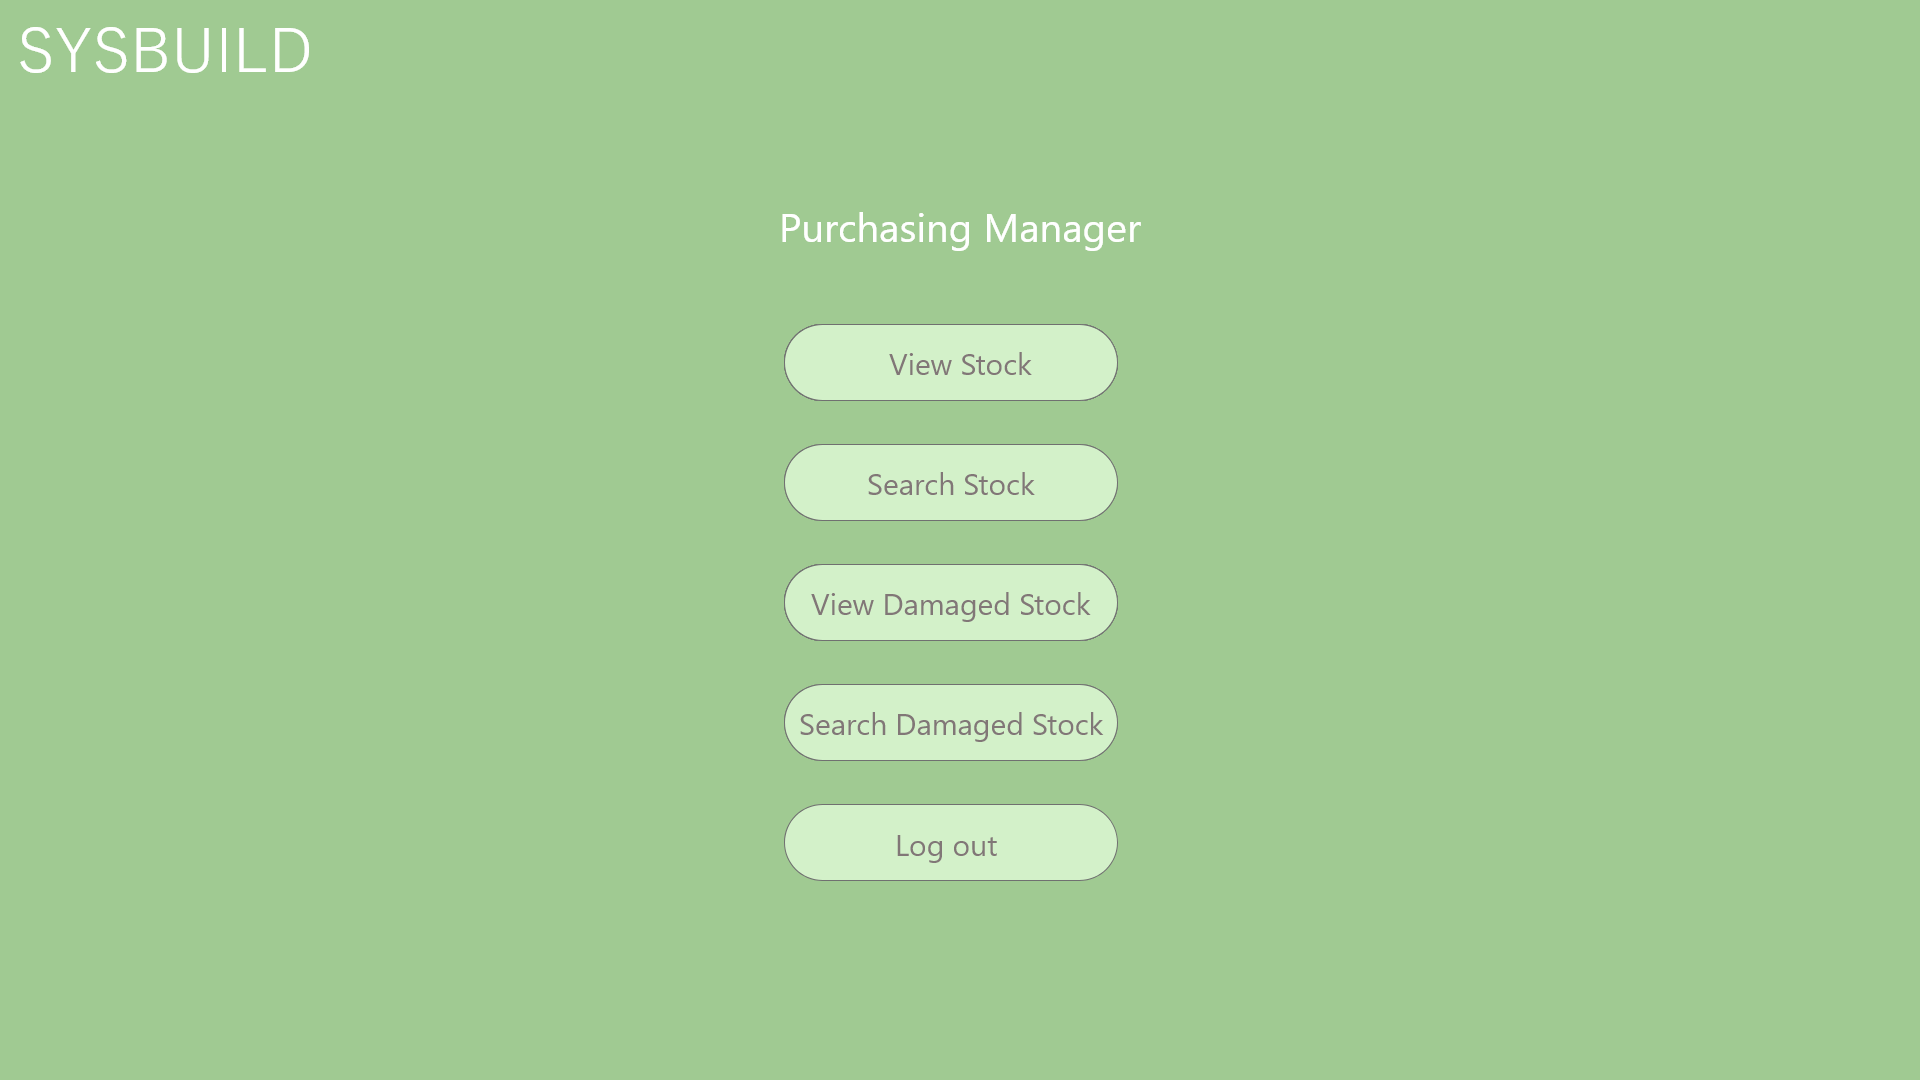 SYSBUILD
Purchasing Manager
View Stock
Search Stock
View Damaged Stock
Search Damaged Stock
Log out